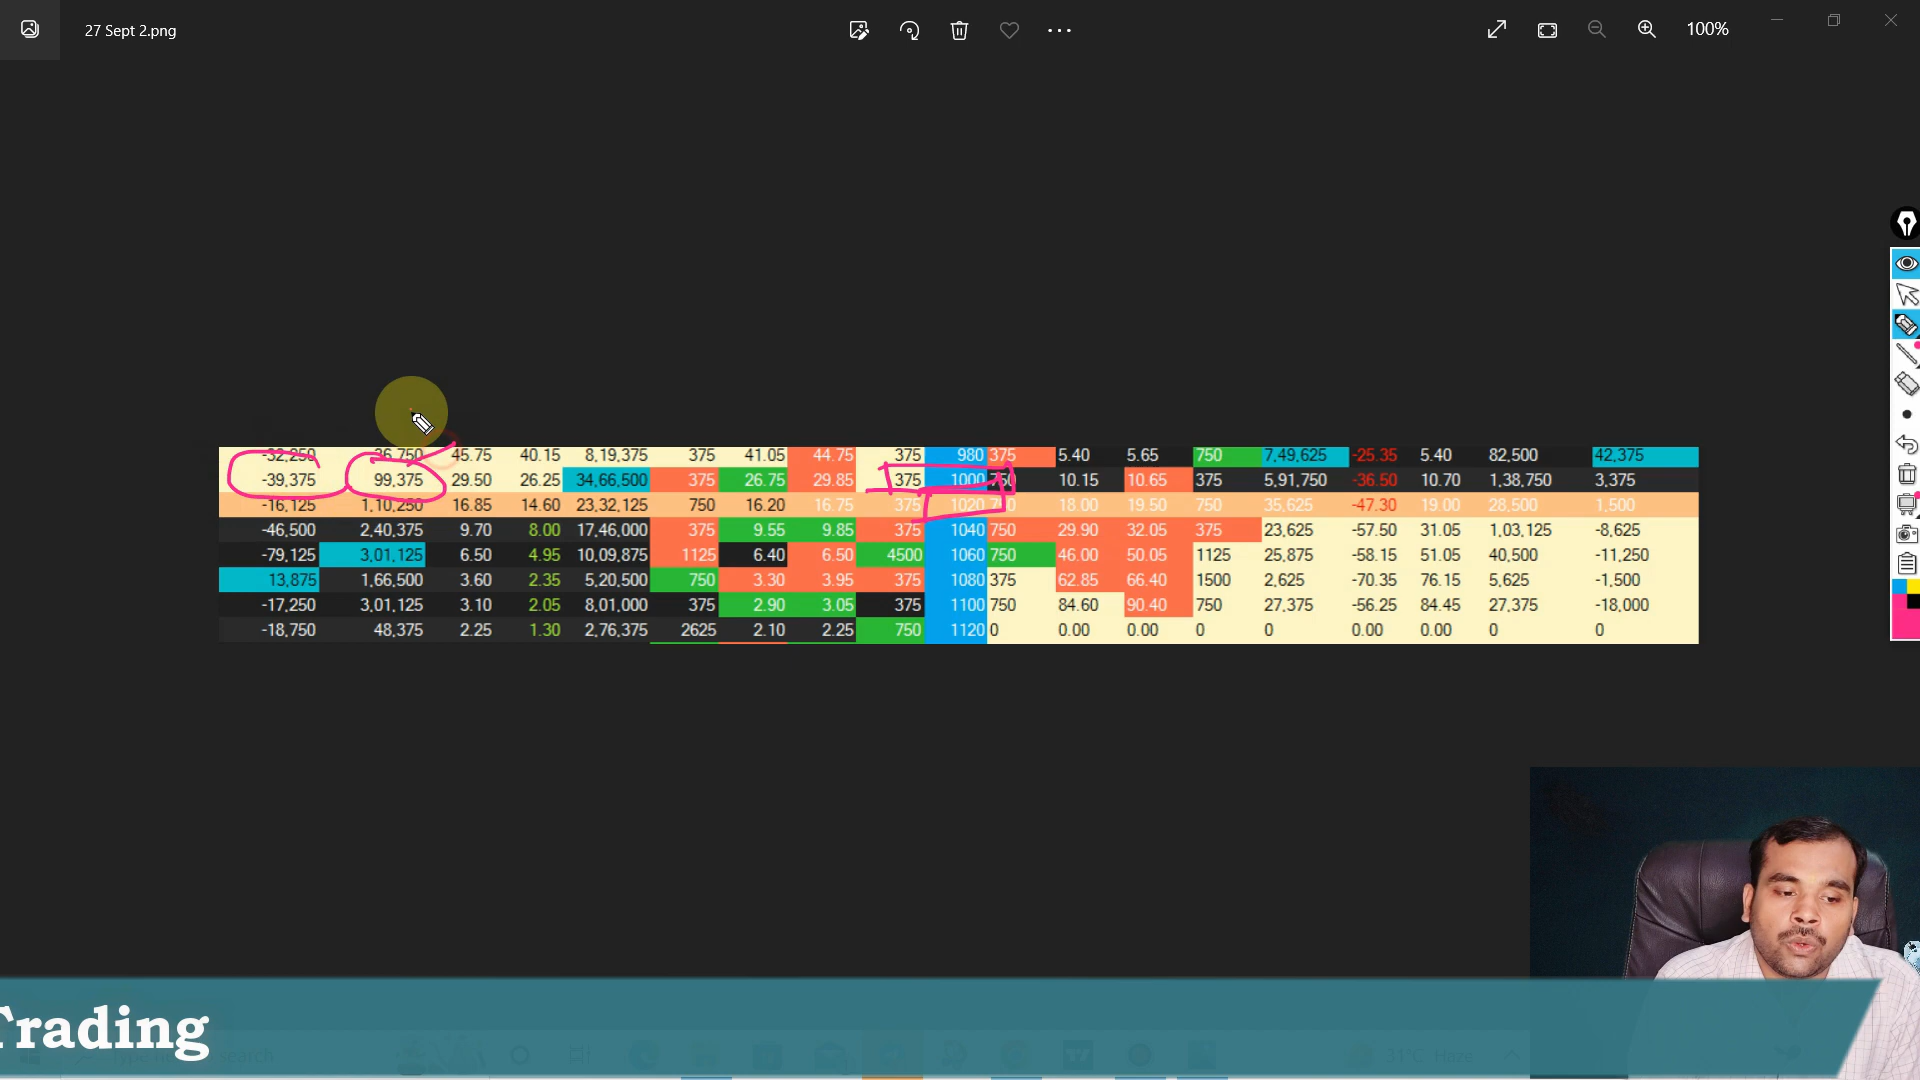 27 Sept 2.png
100%
-32,250 36,750 45.75 40.15 8,19,375 375 41.05 44.75 375 980 375 5.40 5.65 750 7,49,625 -25.35 5.40 82,500 42,375
-39,375 99,375 29.50 26.25 34,66,500 375 26.75 29.85 375 1000 750 10.15 10.65 375 5,91,750 -36.50 10.70 1,38,750 3,375
-16,125 1,10,250 16.85 14.60 23,32,125 750 16.20 16.75 375 1020 750 18.00 19.50 750 35,625 -47.30 19.00 28,500 1,500
-46,500 2,40,375 9.70 8.00 17,46,000 375 9.55 9.85 375 1040 750 29.90 32.05 375 23,625 -57.50 31.05 1,03,125 -8,625
-79,125 3,01,125 6.50 4.95 10,09,875 1125 6.40 6.50 4500 1060 750 46.00 50.05 1125 25,875 -58.15 51.05 40,500 -11,250
13,875 1,66,500 3.60 2.35 5,20,500 750 3.30 3.95 375 1080 375 62.85 66.40 1500 2,625 -70.35 76.15 5,625 -1,500
-17,250 3,01,125 3.10 2.05 8,01,000 375 2.90 3.05 375 1100 750 84.60 90.40 750 27,375 -56.25 84.45 27,375 -18,000
-18,750 48,375 2.25 1.30 2,76,375 2625 2.10 2.25 750 1120 0 0.00 0.00 0 0 0.00 0.00 0 0
Trading
search
31°C Haze